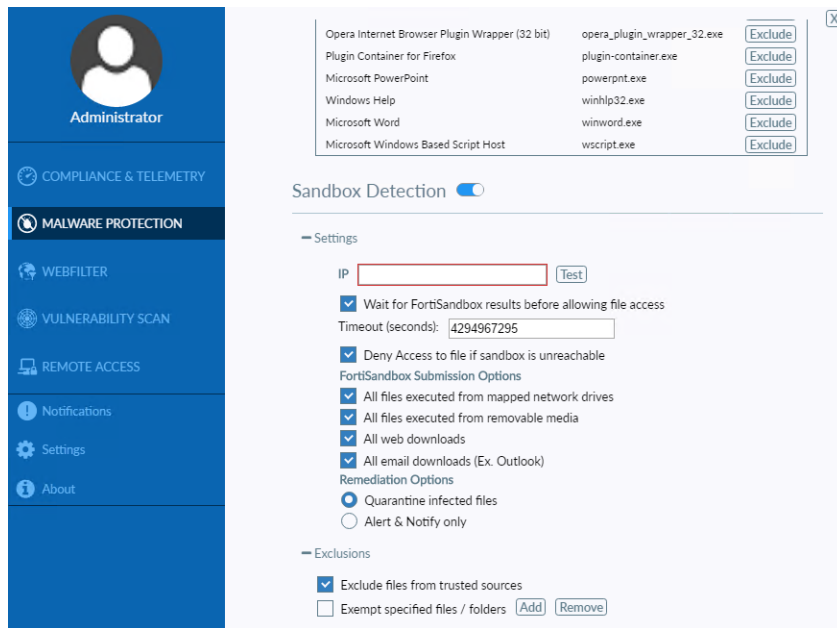 X
Opera Internet Browser Plugin Wrapper (32 bit) opera_plugin_wrapper_32.exe Exclude
Plugin Container for Firefox plugin-container.exe Exclude
Microsoft PowerPoint powerpnt.exe Exclude
Windows Help winhlp32.exe Exclude
Microsoft Word winword.exe Exclude
Microsoft Windows Based Script Host wscript.exe Exclude
Administrator
COMPLIANCE & TELEMETRY
MALWARE PROTECTION
WEBFILTER
VULNERABILITY SCAN
REMOTE ACCESS
Notifications
Settings
About
Sandbox Detection
Settings
IP Test
Wait for FortiSandbox results before allowing file access
Timeout (seconds): 4294967295
Deny Access to file if sandbox is unreachable
FortiSandbox Submission Options
All files executed from mapped network drives
All files executed from removable media
All web downloads
All email downloads (Ex. Outlook)
Remediation Options
Quarantine infected files
Alert & Notify only
Exclusions
Exclude files from trusted sources
Exempt specified files / folders Add Remove